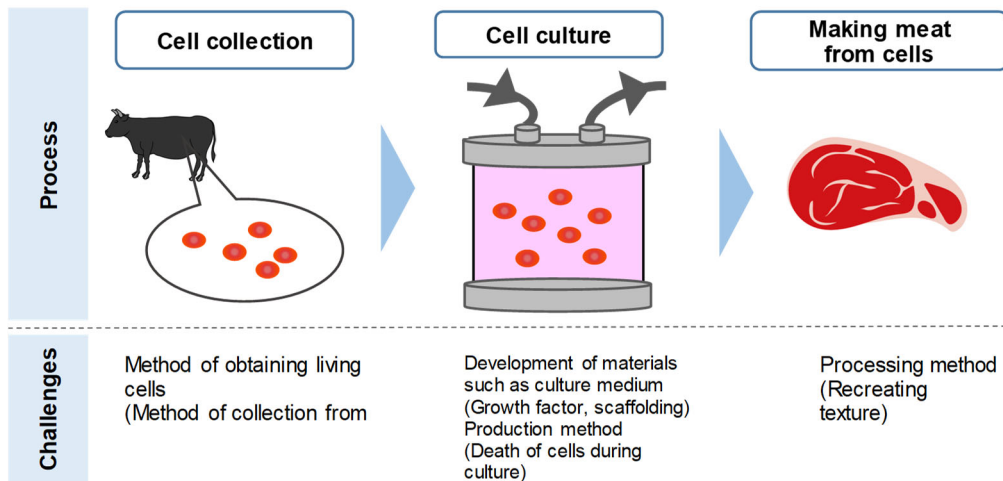 Cell collection
Cell culture
Making meat
from cells
Process
Challenges
Method of obtaining living
cells
(Method of collection from
Development of materials
such as culture medium
(Growth factor, scaffolding)
Production method
(Death of cells during
culture)
Processing method
(Recreating
texture)